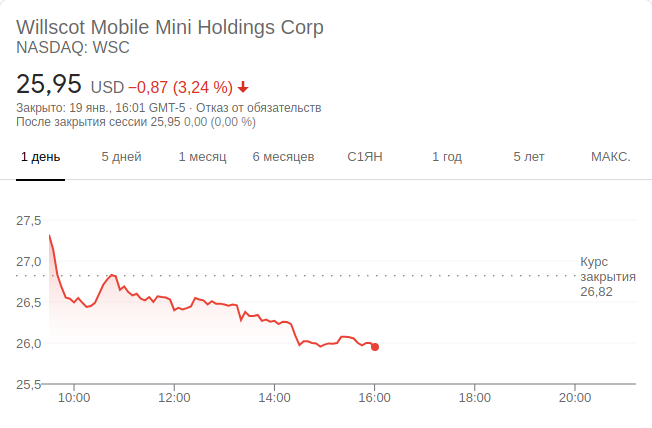 Willscot Mobile Mini Holdings Corp
NASDAQ: WSC
25,95 USD −0,87 (3,24 %)
Закрыто: 19 янв., 16:01 GMT-5 · Отказ от обязательств
После закрытия сессии 25,95 0,00 (0,00 %)
1 день 5 дней 1 месяц 6 месяцев С1ЯН 1 год 5 лет МАКС.
27,5
27,0
26,5
26,0
25,5
Курс
закрытия
26,82
10:00 12:00 14:00 16:00 18:00 20:00